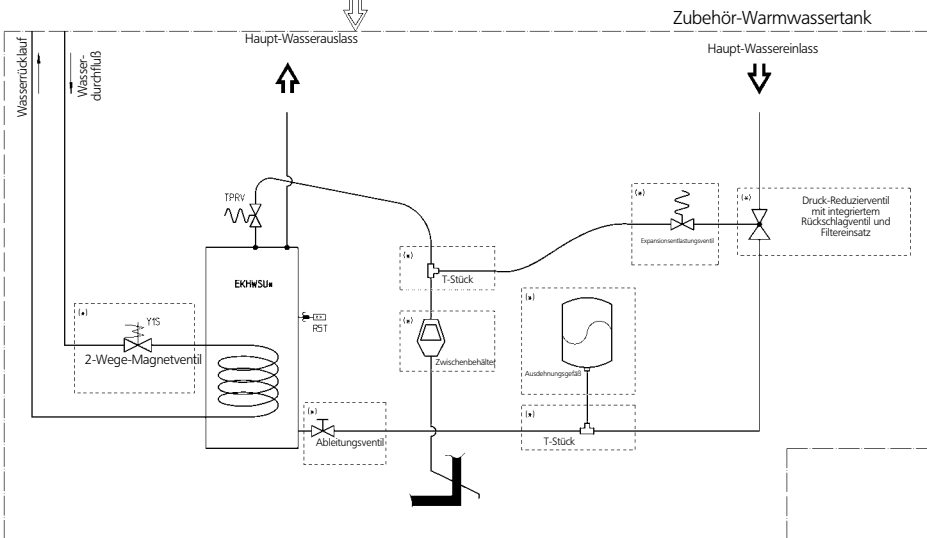 Zubehör-Warmwassertank
Haupt-Wasserauslass
Haupt-Wassereinlass
Wasserrücklauf
Wasser-
durchfluß
TPRV
(*)
Expansionsentlastungsventil
(*)
Druck-Reduzierventil
mit integriertem
Rückschlagventil und
Filtereinsatz
(*)
T-Stück
EKHWSU*
R5T
(*)
Y1S
2-Wege-Magnetventil
(*)
Zwischenbehälter
(*)
Ausdehnungsgefäß
(*)
Ableitungsventil
(*)
T-Stück